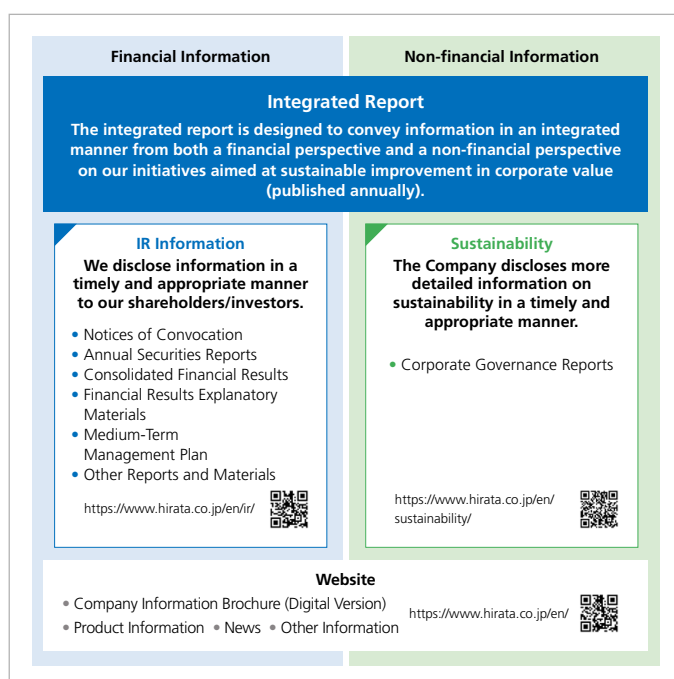 Financial Information
Non-financial Information
Integrated Report
The integrated report is designed to convey information in an integrated
manner from both a financial perspective and a non-financial perspective
on our initiatives aimed at sustainable improvement in corporate value
(published annually).
IR Information
We disclose information in a
timely and appropriate manner
to our shareholders/investors.
• Notices of Convocation
• Annual Securities Reports
• Consolidated Financial Results
• Financial Results Explanatory
Materials
• Medium-Term
Management Plan
• Other Reports and Materials
https://www.hirata.co.jp/en/ir/
Sustainability
The Company discloses more
detailed information on
sustainability in a timely and
appropriate manner.
• Corporate Governance Reports
https://www.hirata.co.jp/en/
sustainability/
Website
• Company Information Brochure (Digital Version)
• Product Information • News • Other Information
https://www.hirata.co.jp/en/